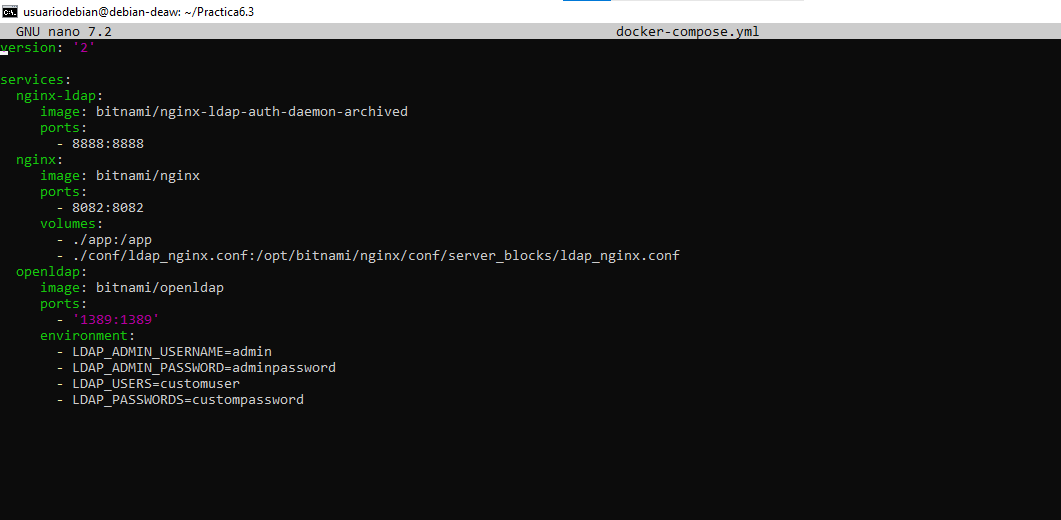 usuariodebian@debian-deaw: ~/Practica6.3
GNU nano 7.2 docker-compose.yml
version: '2'
services:
  nginx-ldap:
     image: bitnami/nginx-ldap-auth-daemon-archived
     ports:
       - 8888:8888
  nginx:
     image: bitnami/nginx
     ports:
       - 8082:8082
     volumes:
       - ./app:/app
       - ./conf/ldap_nginx.conf:/opt/bitnami/nginx/conf/server_blocks/ldap_nginx.conf
  openldap:
     image: bitnami/openldap
     ports:
       - '1389:1389'
     environment:
       - LDAP_ADMIN_USERNAME=admin
       - LDAP_ADMIN_PASSWORD=adminpassword
       - LDAP_USERS=customuser
       - LDAP_PASSWORDS=custompassword